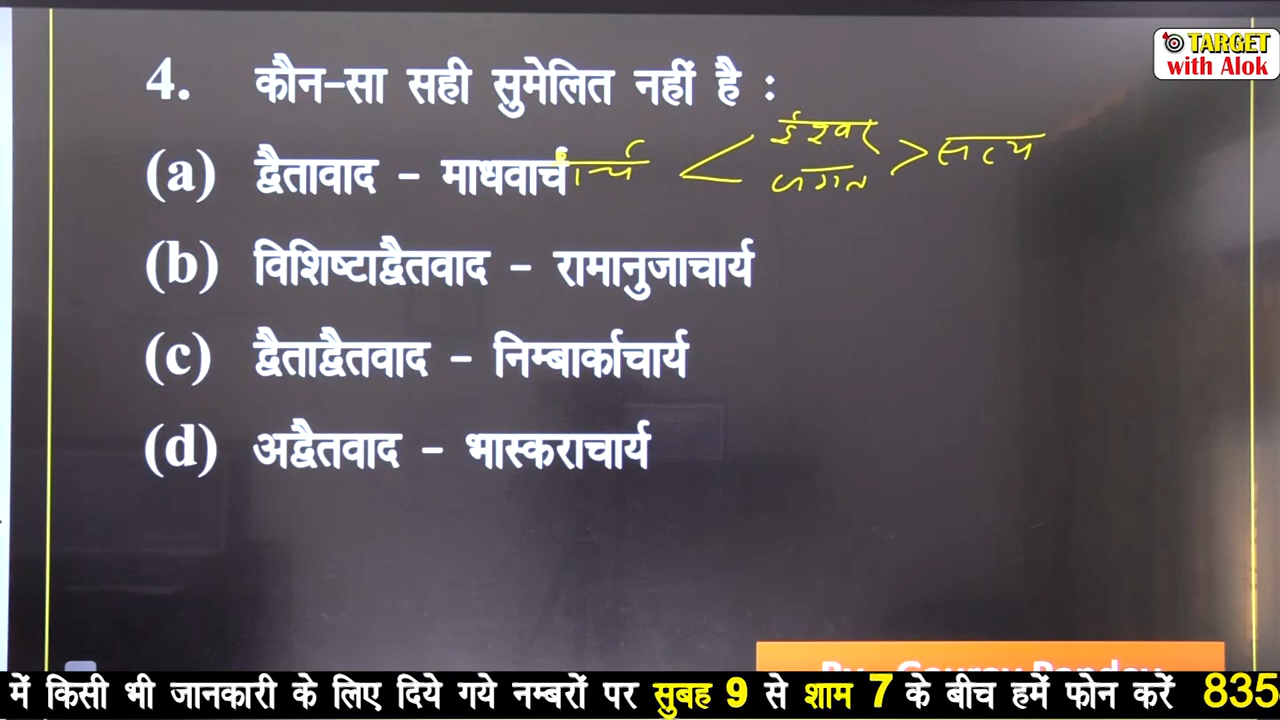 TARGET
with Alok
4. कौन-सा सही सुमेलित नहीं है :
(a) द्वैतावाद - माधवार्च ार्च्य < ईश्वर जगत > सत्य
(b) विशिष्टाद्वैतवाद - रामानुजाचार्य
(c) द्वैताद्वैतवाद - निम्बार्काचार्य
(d) अद्वैतवाद - भास्कराचार्य
में किसी भी जानकारी के लिए दिये गये नम्बरों पर सुबह 9 से शाम 7 के बीच हमें फोन करें 835